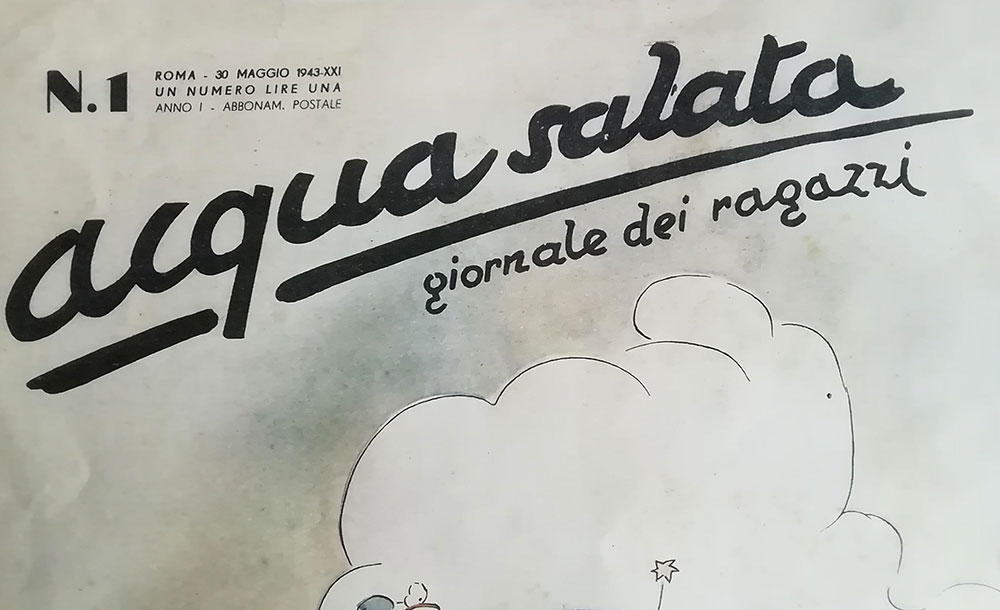 N.1
ROMA - 30 MAGGIO 1943-XXI
UN NUMERO LIRE UNA
ANNO I - ABBONAM. POSTALE
acqua salata
giornale dei ragazzi